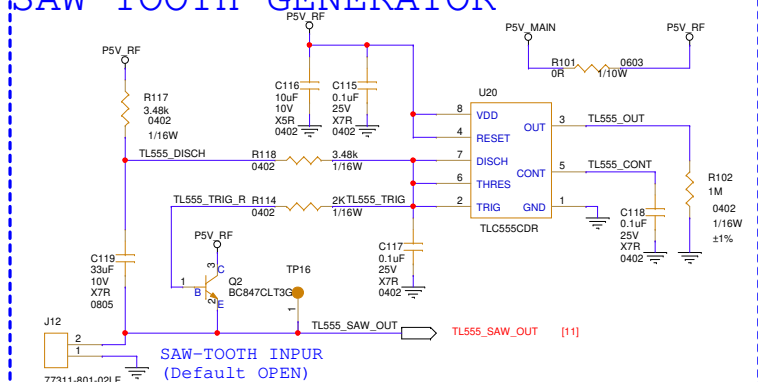 SAW TOOTH GENERATOR
P5V_RF
P5V_MAIN
P5V_RF
P5V_RF
R101
0603
0R
1/10W
R117
3.48k
0402
1/16W
C116
10uF
10V
X5R
0402
C115
0.1uF
25V
X7R
0402
U20
8
VDD
4
RESET
7
DISCH
6
THRES
2
TRIG
OUT
3
CONT
5
GND
1
TLC555CDR
TL555_OUT
TL555_CONT
R102
1M
0402
1/16W
±1%
C118
0.1uF
25V
X7R
0402
TL555_DISCH
R118
3.48k
0402
1/16W
TL555_TRIG_R
R114
2K
TL555_TRIG
0402
1/16W
C117
0.1uF
25V
X7R
0402
P5V_RF
3
C
1
B
2
E
Q2
BC847CLT3G
TP16
1
C119
33uF
10V
X7R
0805
J12
2
1
77311-801-02LF
SAW-TOOTH INPUR
(Default OPEN)
TL555_SAW_OUT
TL555_SAW_OUT
[11]